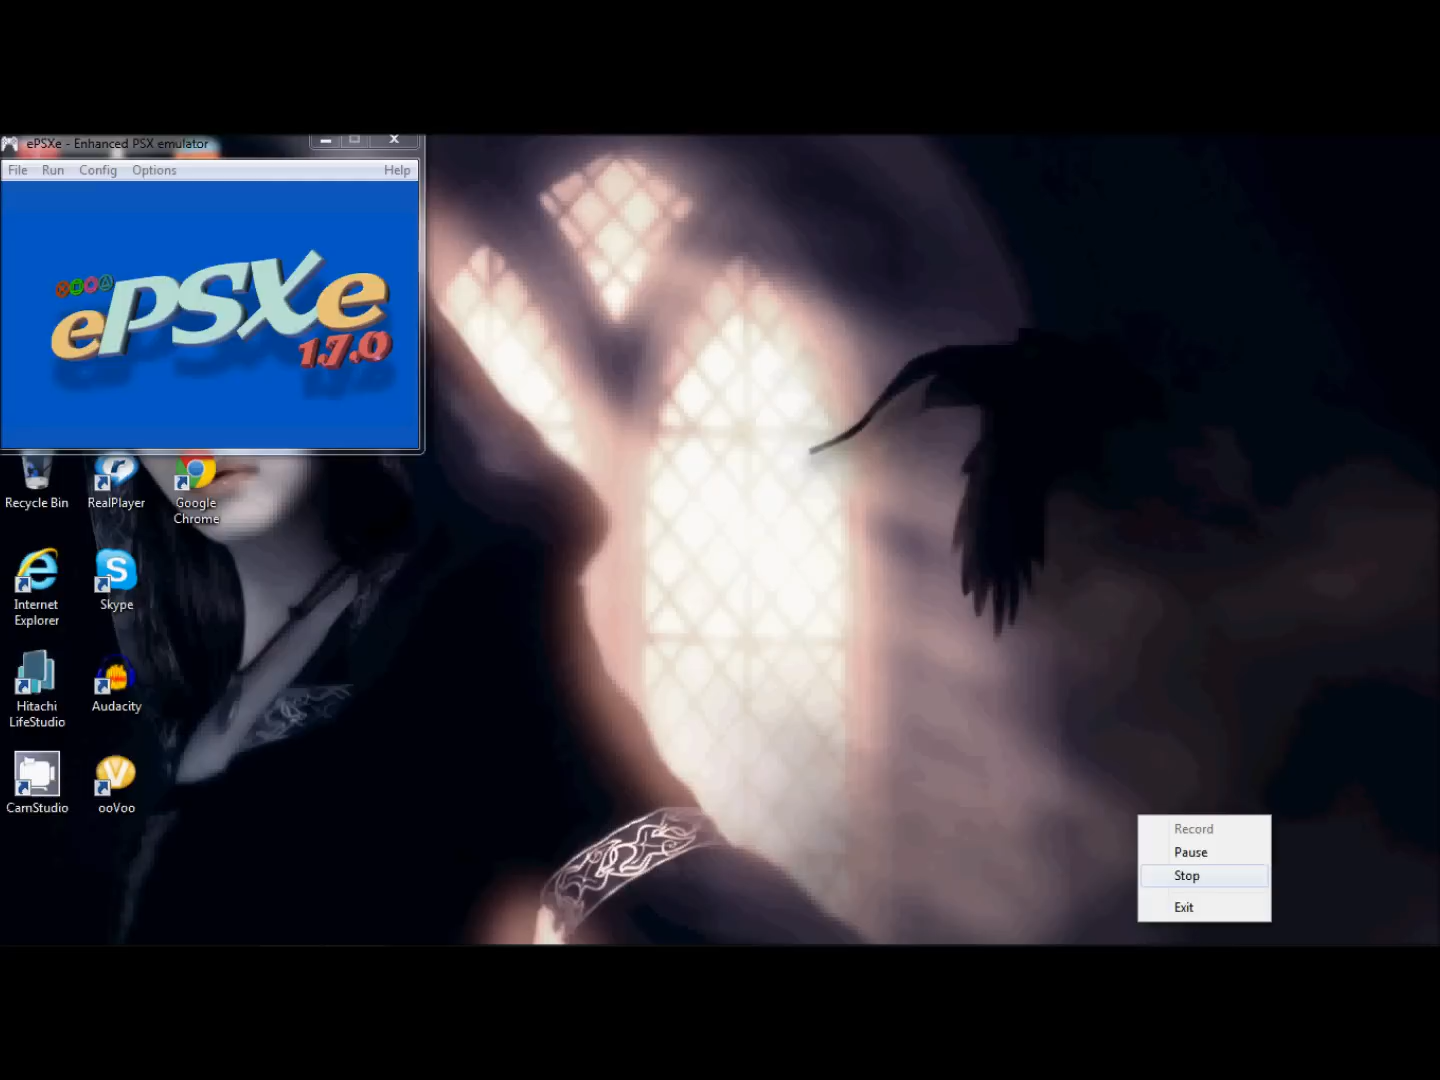 ePSXe - Enhanced PSX emulator
File Run Config Options Help
ePSXe
1.7.0
Recycle Bin
RealPlayer
Google
Chrome
Internet
Explorer
Skype
Hitachi
LifeStudio
Audacity
CamStudio
ooVoo
Record
Pause
Stop
Exit